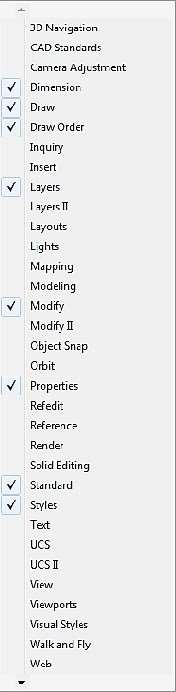 3D Navigation
CAD Standards
Camera Adjustment
Dimension
Draw
Draw Order
Inquiry
Insert
Layers
Layers II
Layouts
Lights
Mapping
Modeling
Modify
Modify II
Object Snap
Orbit
Properties
Refedit
Reference
Render
Solid Editing
Standard
Styles
Text
UCS
UCS II
View
Viewports
Visual Styles
Walk and Fly
Web